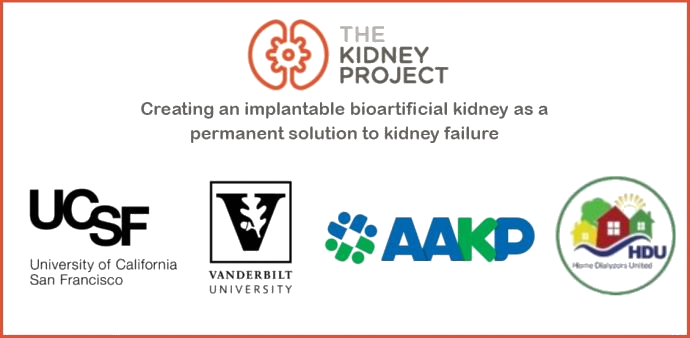 THE
KIDNEY
PROJECT
Creating an implantable bioartificial kidney as a
permanent solution to kidney failure
UCSF
University of California
San Francisco
V
VANDERBILT
UNIVERSITY
AAKP
HDU
Home Dialyzors United